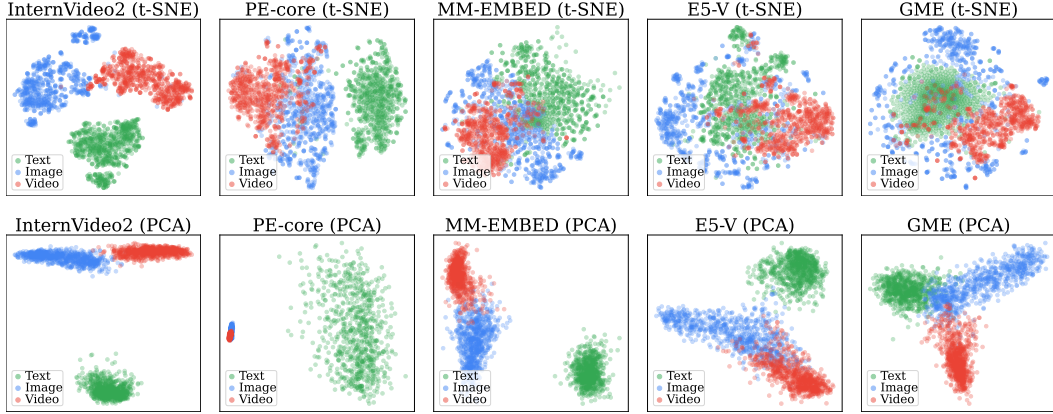 InternVideo2 (t-SNE)
Text
Image
Video
PE-core (t-SNE)
Text
Image
Video
MM-EMBED (t-SNE)
Text
Image
Video
E5-V (t-SNE)
Text
Image
Video
GME (t-SNE)
Text
Image
Video
InternVideo2 (PCA)
Text
Image
Video
PE-core (PCA)
Text
Image
Video
MM-EMBED (PCA)
Text
Image
Video
E5-V (PCA)
Text
Image
Video
GME (PCA)
Text
Image
Video